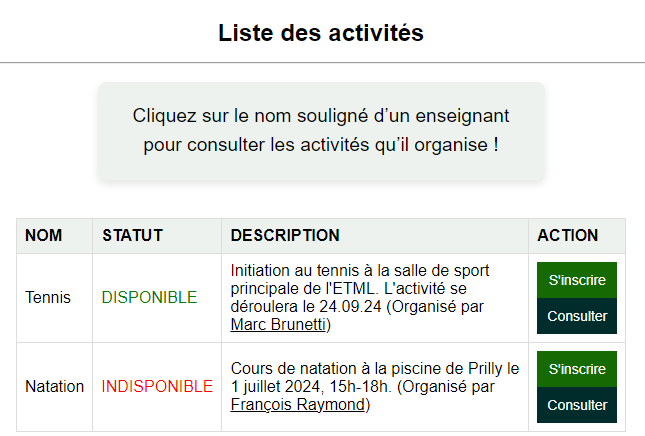 Liste des activités
Cliquez sur le nom souligné d’un enseignant
pour consulter les activités qu’il organise !
NOM STATUT DESCRIPTION ACTION
Tennis
DISPONIBLE
Initiation au tennis à la salle de sport
principale de l'ETML. L'activité se
déroulera le 24.09.24 (Organisé par
Marc Brunetti)
S'inscrire
Consulter
Natation
INDISPONIBLE
Cours de natation à la piscine de Prilly le
1 juillet 2024, 15h-18h. (Organisé par
François Raymond)
S'inscrire
Consulter